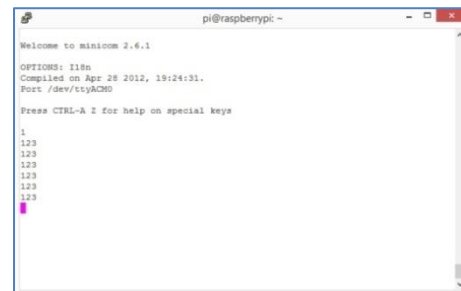 pi@raspberrypi: ~
Welcome to minicom 2.6.1
OPTIONS: I18n
Compiled on Apr 28 2012, 19:24:31.
Port /dev/ttyACM0
Press CTRL-A Z for help on special keys
1
123
123
123
123
123
123